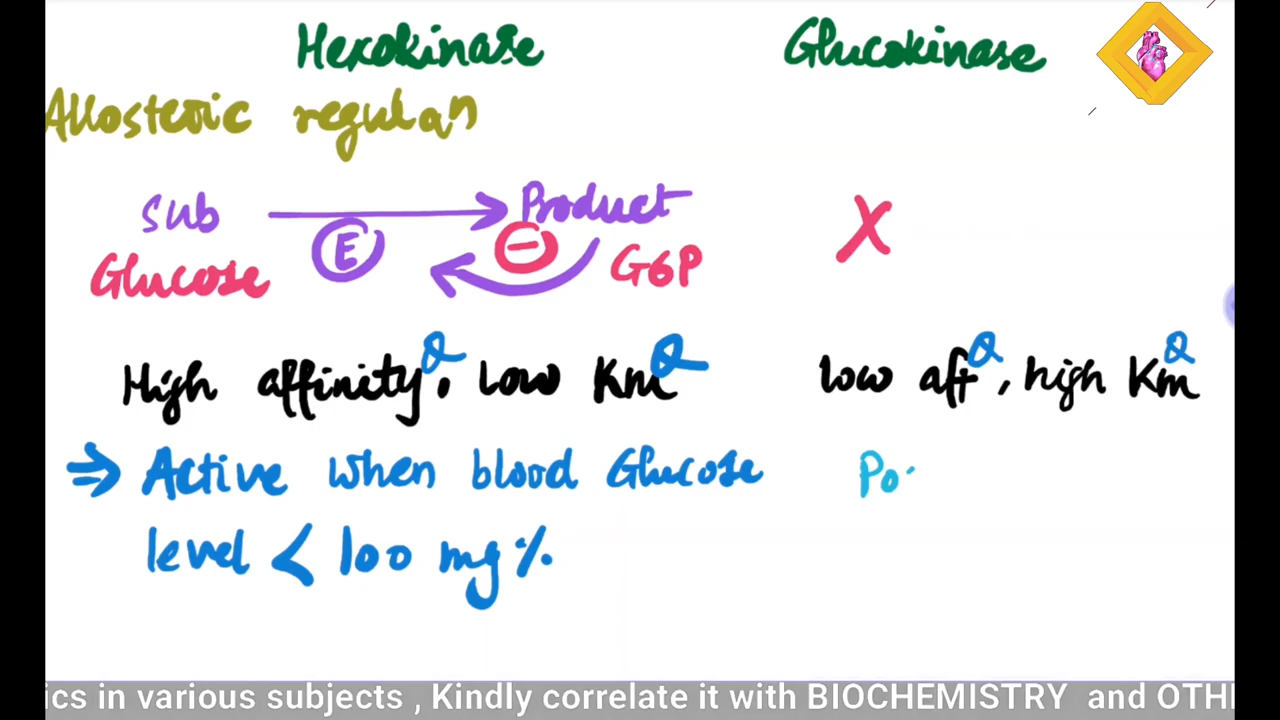 Hexokinase Glucokinase
Allosteric regulaⁿ
Sub → Product X
E −
Glucose G6P
High affinity, low Km low aff, high Km
⇒ Active when blood Glucose Po
level < 100 mg%
ics in various subjects , Kindly correlate it with BIOCHEMISTRY and OTH